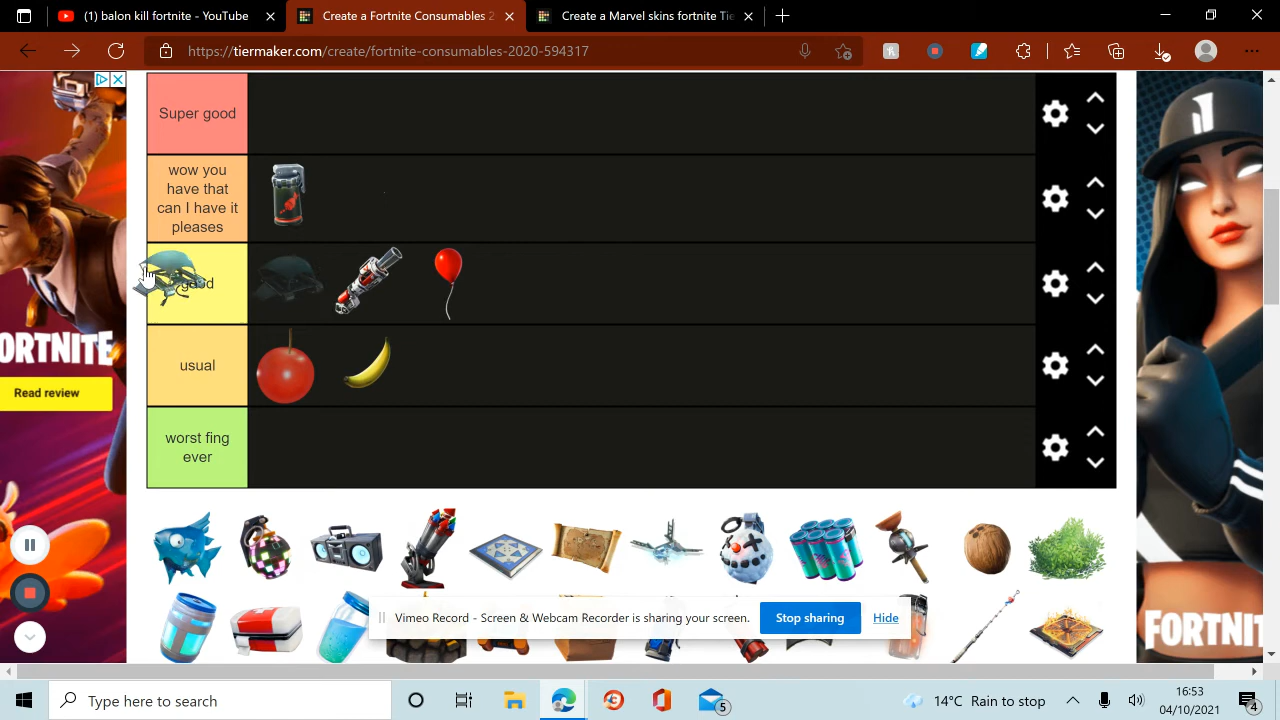 (1) balon kill fortnite - YouTube
Create a Fortnite Consumables 2
Create a Marvel skins fortnite Tie
https://tiermaker.com/create/fortnite-consumables-2020-594317
Super good
wow you
have that
can I have it
pleases
usual
worst fing
ever
ORTNITE
Read review
FORTNIT
Vimeo Record - Screen & Webcam Recorder is sharing your screen.
Stop sharing
Hide
Type here to search
5
14°C Rain to stop
16:53
04/10/2021
4